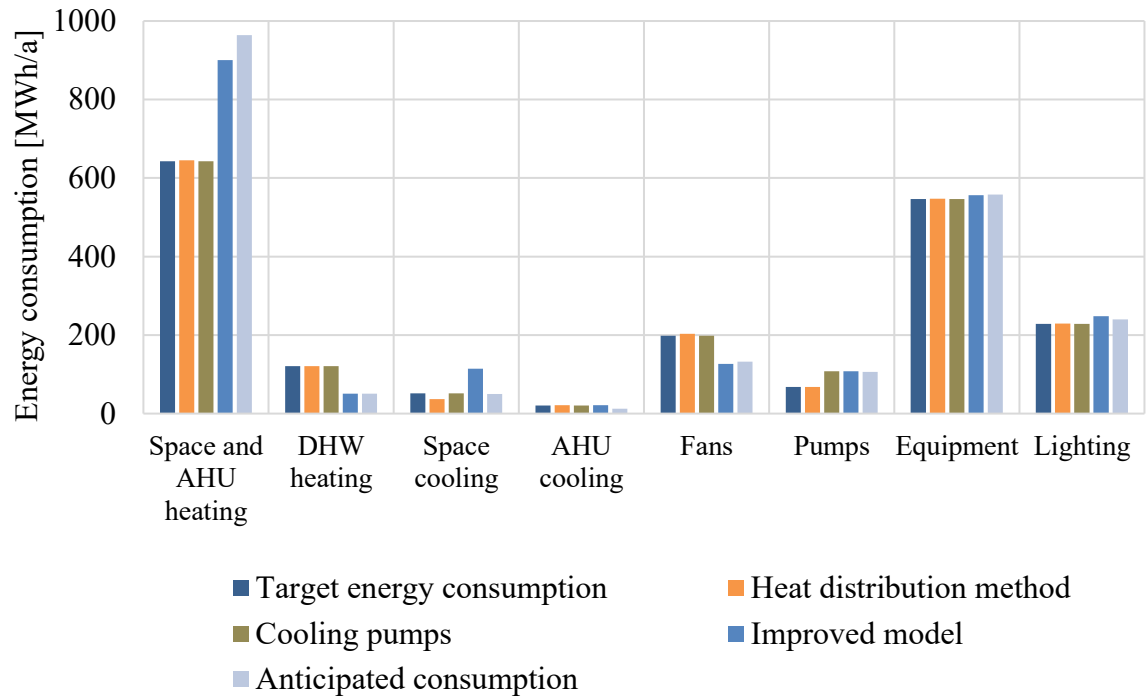 Energy consumption [MWh/a]
1000
800
600
400
200
0
Space and
AHU
heating
DHW
heating
Space
cooling
AHU
cooling
Fans
Pumps
Equipment
Lighting
Target energy consumption
Heat distribution method
Cooling pumps
Improved model
Anticipated consumption